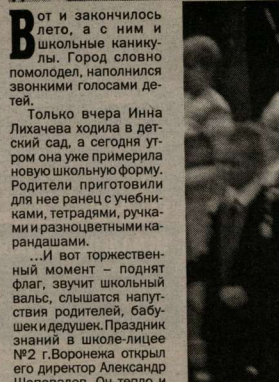 Вот и закончилось
лето, а с ним и
школьные канику-
лы. Город словно
помолодел, наполнился
звонкими голосами де-
тей.
Только вчера Инна
Лихачева ходила в дет-
ский сад, а сегодня ут-
ром она уже примерила
новую школьную форму.
Родители приготовили
для нее ранец с учебни-
ками, тетрадями, ручка-
ми и разноцветными ка-
рандашами.
...И вот торжествен-
ный момент – поднят
флаг, звучит школьный
вальс, слышатся напут-
ствия родителей, бабу-
шек и дедушек. Праздник
знаний в школе-лицее
№2 г.Воронежа открыл
его директор Александр